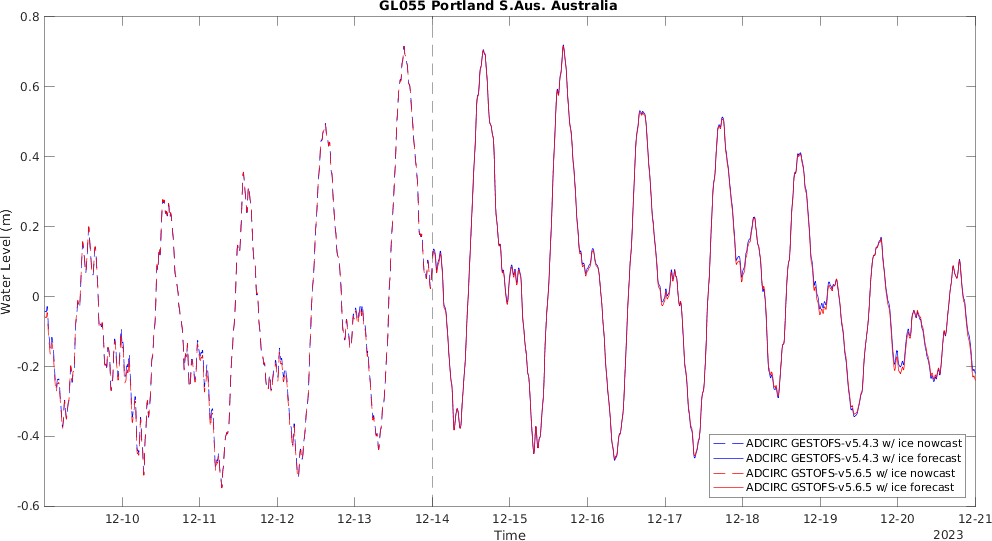 GL055 Portland S.Aus. Australia
Water Level (m)
0.8
0.6
0.4
0.2
0
-0.2
-0.4
-0.6
12-10 12-11 12-12 12-13 12-14 12-15 12-16 12-17 12-18 12-19 12-20 12-21
Time
2023
ADCIRC GESTOFS-v5.4.3 w/ ice nowcast
ADCIRC GESTOFS-v5.4.3 w/ ice forecast
ADCIRC GSTOFS-v5.6.5 w/ ice nowcast
ADCIRC GSTOFS-v5.6.5 w/ ice forecast